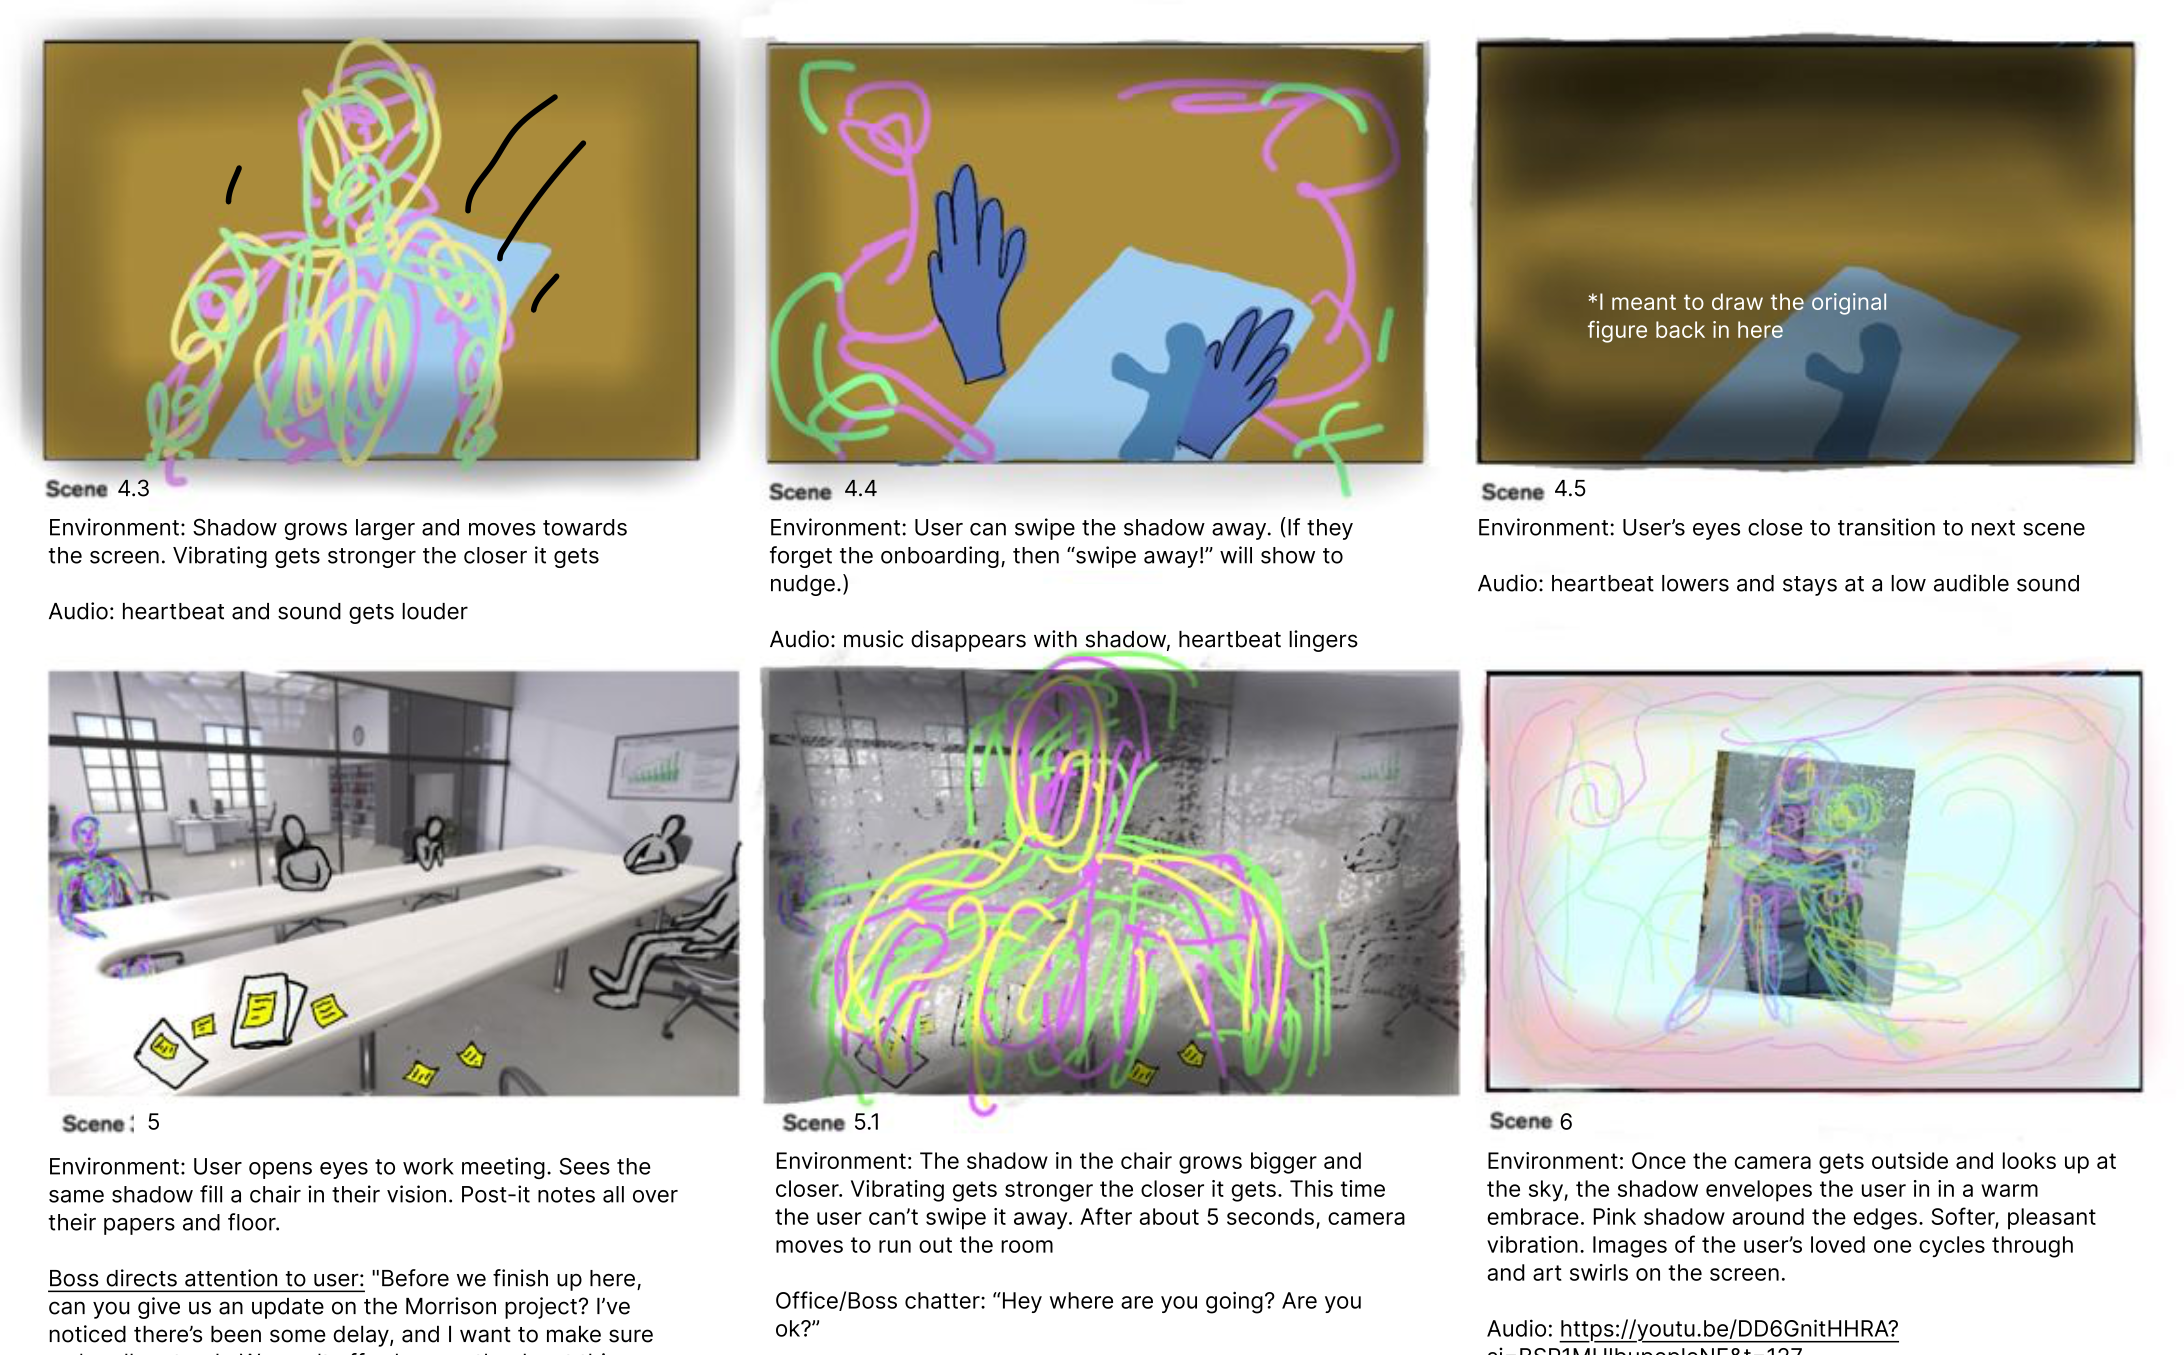 *I meant to draw the original
figure back in here
Scene 4.3
Environment: Shadow grows larger and moves towards
the screen. Vibrating gets stronger the closer it gets
Audio: heartbeat and sound gets louder
Scene 4.4
Environment: User can swipe the shadow away. (If they
forget the onboarding, then “swipe away!” will show to
nudge.)
Audio: music disappears with shadow, heartbeat lingers
Scene 4.5
Environment: User’s eyes close to transition to next scene
Audio: heartbeat lowers and stays at a low audible sound
Scene : 5
Environment: User opens eyes to work meeting. Sees the
same shadow fill a chair in their vision. Post-it notes all over
their papers and floor.
Boss directs attention to user: "Before we finish up here,
can you give us an update on the Morrison project? I’ve
noticed there’s been some delay, and I want to make sure
Scene 5.1
Environment: The shadow in the chair grows bigger and
closer. Vibrating gets stronger the closer it gets. This time
the user can’t swipe it away. After about 5 seconds, camera
moves to run out the room
Office/Boss chatter: “Hey where are you going? Are you
ok?”
Scene 6
Environment: Once the camera gets outside and looks up at
the sky, the shadow envelopes the user in in a warm
embrace. Pink shadow around the edges. Softer, pleasant
vibration. Images of the user’s loved one cycles through
and art swirls on the screen.
Audio: https://youtu.be/DD6GnitHHRA?